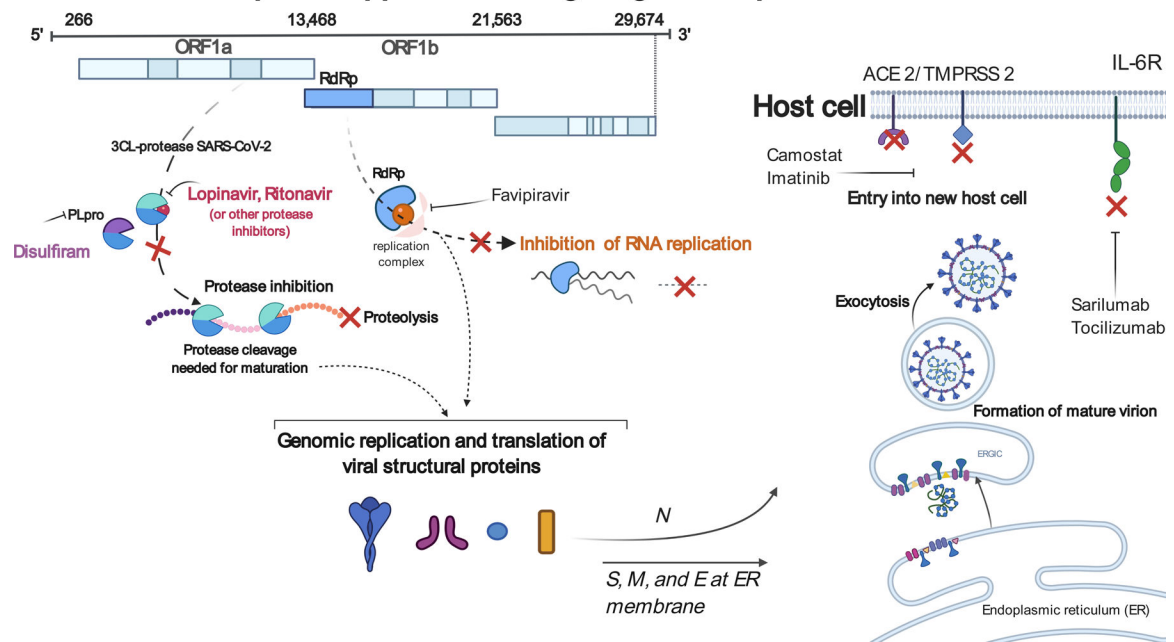 266 13,468 21,563 29,674
5' 3'
ORF1a ORF1b
RdRp
3CL-protease SARS-CoV-2
Lopinavir, Ritonavir
(or other protease
inhibitors)
PLpro
Disulfiram
Protease inhibition
Proteolysis
Protease cleavage
needed for maturation
RdRp
Favipiravir
replication
complex
Inhibition of RNA replication
Genomic replication and translation of
viral structural proteins
N
S, M, and E at ER
membrane
ACE 2/ TMPRSS 2
IL-6R
Host cell
Camostat
Imatinib
Entry into new host cell
Exocytosis
Sarilumab
Tocilizumab
Formation of mature virion
ERGIC
Endoplasmic reticulum (ER)